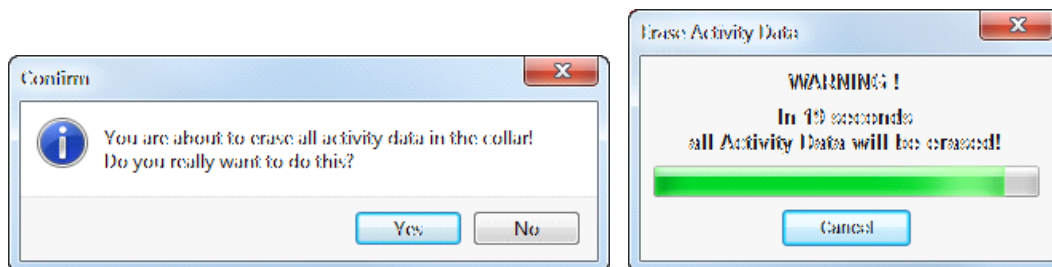 Confirm
You are about to erase all activity data in the collar!
Do you really want to do this?
Yes
No
Erase Activity Data
WARNING !
In 19 seconds
all Activity Data will be erased!
Cancel